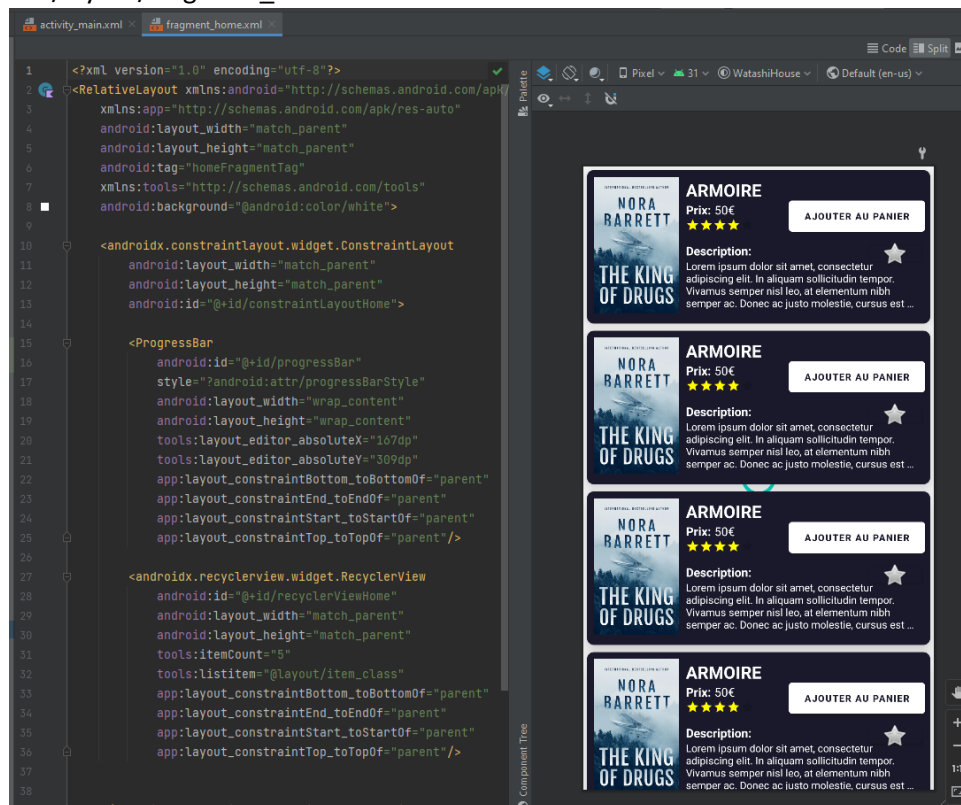 activity_main.xml × fragment_home.xml ×
Code Split
1 <?xml version="1.0" encoding="utf-8"?>
2 <RelativeLayout xmlns:android="http://schemas.android.com/apk/
3 xmlns:app="http://schemas.android.com/apk/res-auto"
4 android:layout_width="match_parent"
5 android:layout_height="match_parent"
6 android:tag="homeFragmentTag"
7 xmlns:tools="http://schemas.android.com/tools"
8 android:background="@android:color/white">
9
10 <androidx.constraintlayout.widget.ConstraintLayout
11 android:layout_width="match_parent"
12 android:layout_height="match_parent"
13 android:id="@+id/constraintLayoutHome">
14
15 <ProgressBar
16 android:id="@+id/progressBar"
17 style="?android:attr/progressBarStyle"
18 android:layout_width="wrap_content"
19 android:layout_height="wrap_content"
20 tools:layout_editor_absoluteX="167dp"
21 tools:layout_editor_absoluteY="309dp"
22 app:layout_constraintBottom_toBottomOf="parent"
23 app:layout_constraintEnd_toEndOf="parent"
24 app:layout_constraintStart_toStartOf="parent"
25 app:layout_constraintTop_toTopOf="parent"/>
26
27 <androidx.recyclerview.widget.RecyclerView
28 android:id="@+id/recyclerViewHome"
29 android:layout_width="match_parent"
30 android:layout_height="match_parent"
31 tools:itemCount="5"
32 tools:listitem="@layout/item_class"
33 app:layout_constraintBottom_toBottomOf="parent"
34 app:layout_constraintEnd_toEndOf="parent"
35 app:layout_constraintStart_toStartOf="parent"
36 app:layout_constraintTop_toTopOf="parent"/>
37
38
Palette
Component Tree
Pixel 31 WatashiHouse Default (en-us)
NORA
BARRETT
THE KING
OF DRUGS
ARMOIRE
Prix: 50€
AJOUTER AU PANIER
Description:
Lorem ipsum dolor sit amet, consectetur
adipiscing elit. In aliquam sollicitudin tempor.
Vivamus semper nisl leo, at elementum nibh
semper ac. Donec ac justo molestie, cursus est ...
NORA
BARRETT
THE KING
OF DRUGS
ARMOIRE
Prix: 50€
AJOUTER AU PANIER
Description:
Lorem ipsum dolor sit amet, consectetur
adipiscing elit. In aliquam sollicitudin tempor.
Vivamus semper nisl leo, at elementum nibh
semper ac. Donec ac justo molestie, cursus est ...
NORA
BARRETT
THE KING
OF DRUGS
ARMOIRE
Prix: 50€
AJOUTER AU PANIER
Description:
Lorem ipsum dolor sit amet, consectetur
adipiscing elit. In aliquam sollicitudin tempor.
Vivamus semper nisl leo, at elementum nibh
semper ac. Donec ac justo molestie, cursus est ...
NORA
BARRETT
THE KING
OF DRUGS
ARMOIRE
Prix: 50€
AJOUTER AU PANIER
Description:
Lorem ipsum dolor sit amet, consectetur
adipiscing elit. In aliquam sollicitudin tempor.
Vivamus semper nisl leo, at elementum nibh
semper ac. Donec ac justo molestie, cursus est ...